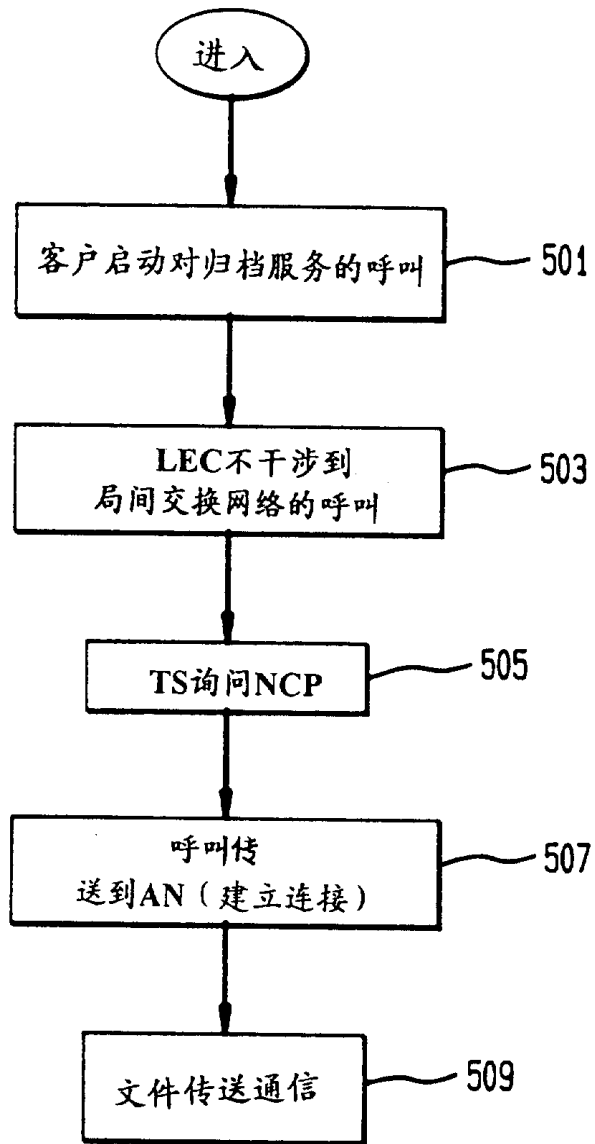 进入
客户启动对归档服务的呼叫
501
LEC不干涉到
局间交换网络的呼叫
503
TS询问NCP
505
呼叫传
送到AN（建立连接）
507
文件传送通信
509